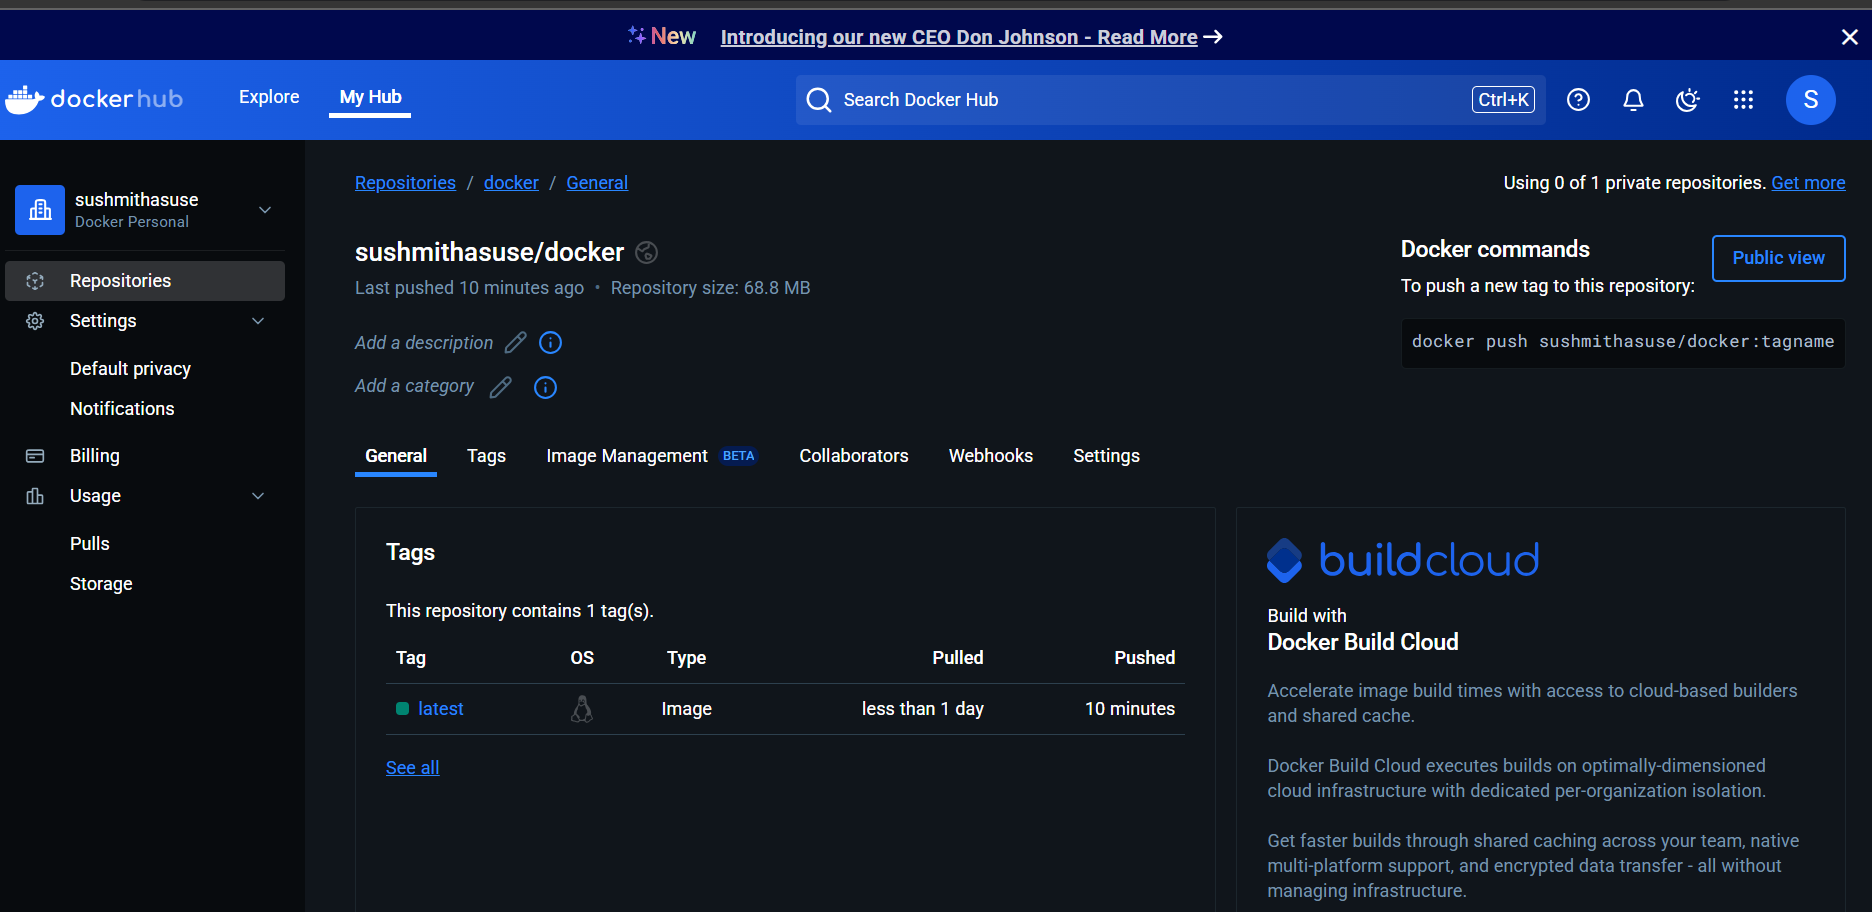 New Introducing our new CEO Don Johnson - Read More
dockerhub Explore My Hub Search Docker Hub Ctrl+K S
sushmithasuse
Docker Personal
Repositories
Settings
Default privacy
Notifications
Billing
Usage
Pulls
Storage
Repositories / docker / General
Using 0 of 1 private repositories. Get more
sushmithasuse/docker
Last pushed 10 minutes ago • Repository size: 68.8 MB
Add a description
Add a category
Docker commands
Public view
To push a new tag to this repository:
docker push sushmithasuse/docker:tagname
General Tags Image Management BETA Collaborators Webhooks Settings
Tags
This repository contains 1 tag(s).
Tag OS Type Pulled Pushed
latest Image less than 1 day 10 minutes
See all
buildcloud
Build with
Docker Build Cloud
Accelerate image build times with access to cloud-based builders
and shared cache.
Docker Build Cloud executes builds on optimally-dimensioned
cloud infrastructure with dedicated per-organization isolation.
Get faster builds through shared caching across your team, native
multi-platform support, and encrypted data transfer - all without
managing infrastructure.